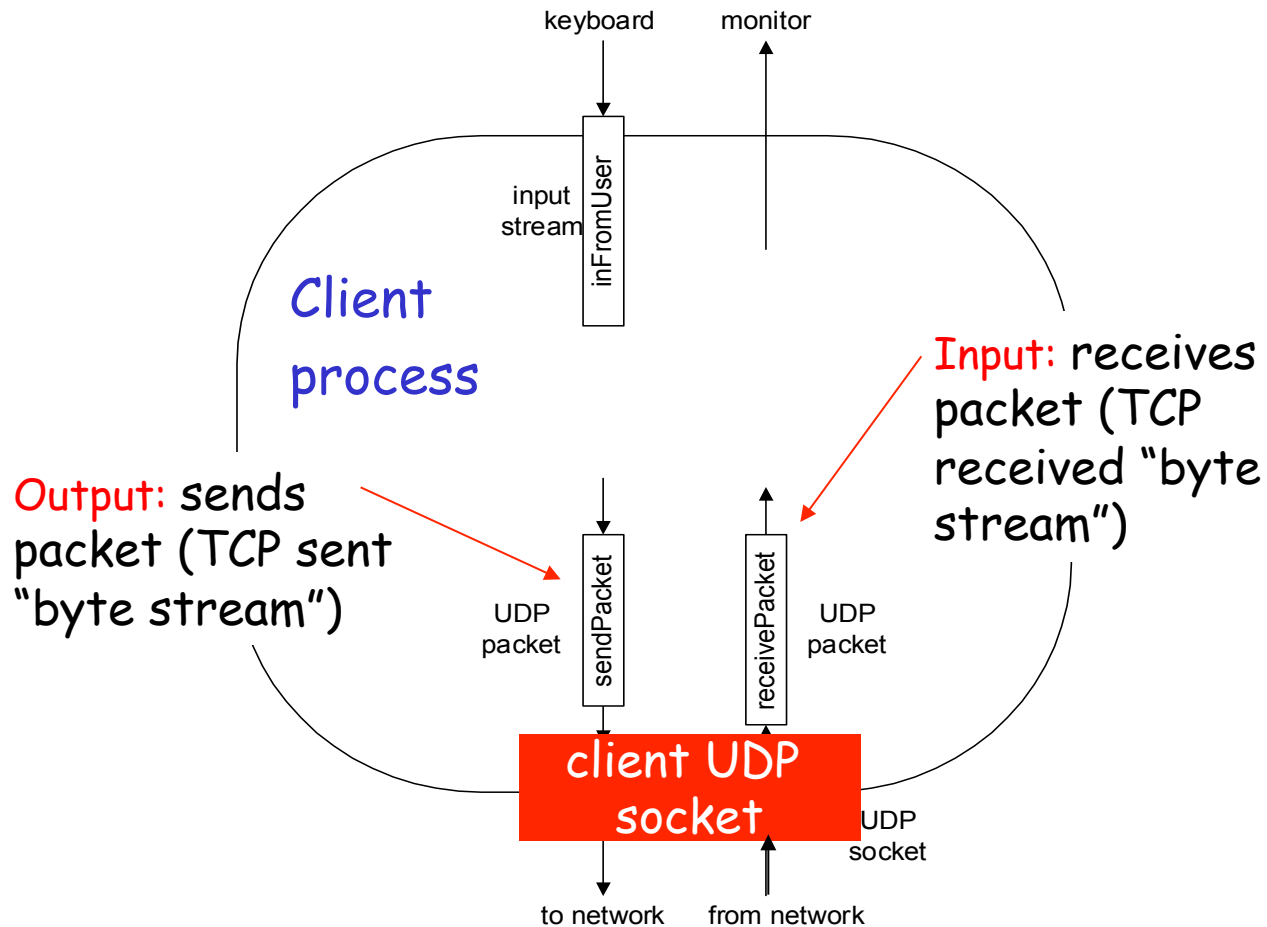 keyboard
monitor
input
stream
inFromUser
Client
process
Input: receives
packet (TCP
received “byte
stream”)
Output: sends
packet (TCP sent
“byte stream”)
UDP
packet
sendPacket
receivePacket
UDP
packet
client UDP
socket
UDP
socket
to network
from network